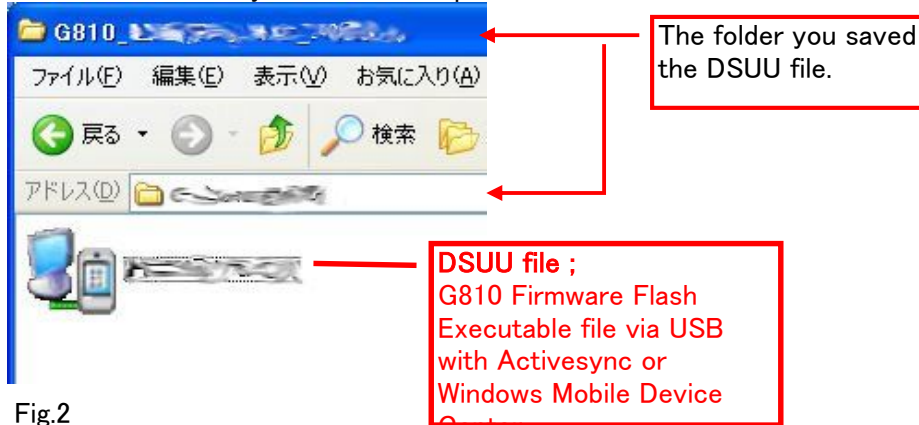 G810_
The folder you saved
the DSUU file.
ファイル(F) 編集(E) 表示(V) お気に入り(A)
戻る 検索
アドレス(D)
DSUU file ;
G810 Firmware Flash
Executable file via USB
with Activesync or
Windows Mobile Device
Fig.2